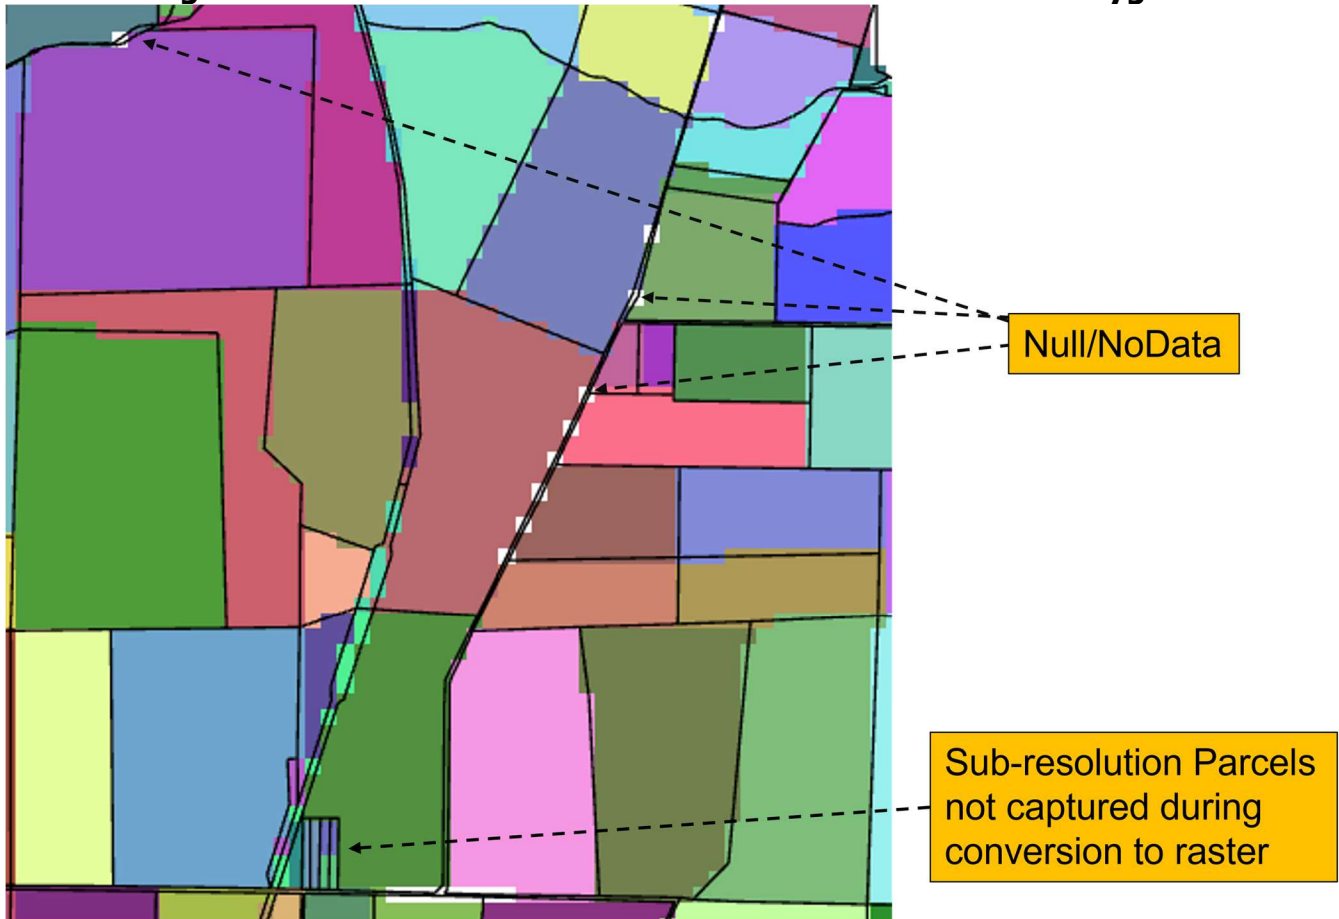 Null/NoData
Sub-resolution Parcels
not captured during
conversion to raster